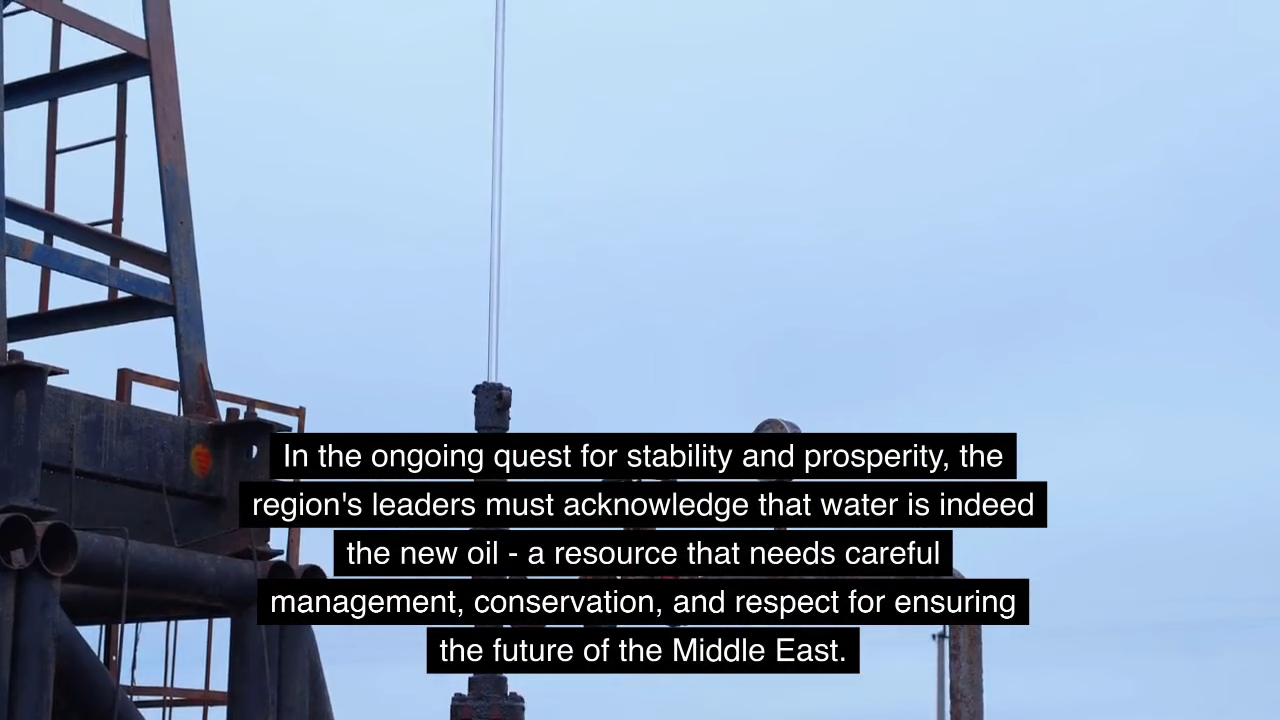 In the ongoing quest for stability and prosperity, the
region's leaders must acknowledge that water is indeed
the new oil - a resource that needs careful
management, conservation, and respect for ensuring
the future of the Middle East.